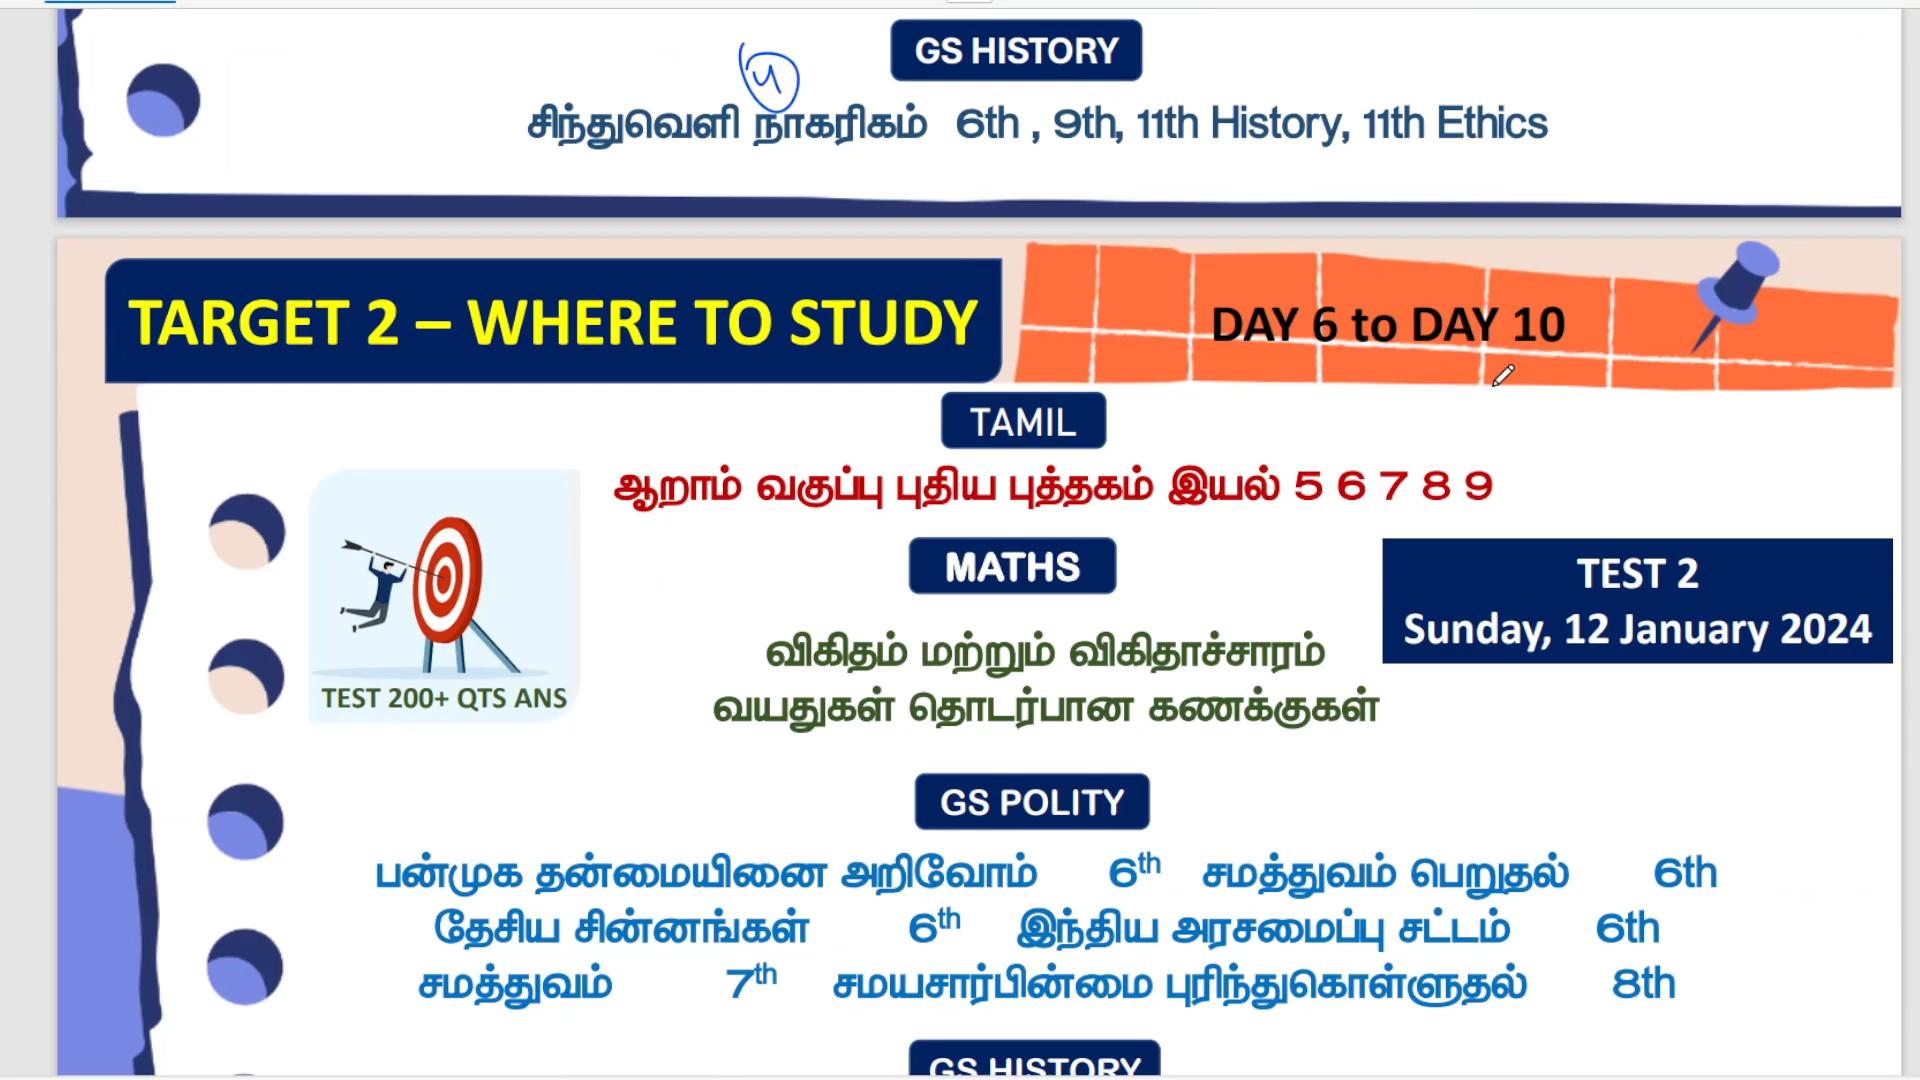 GS HISTORY
சிந்துவெளி நாகரிகம் 6th , 9th, 11th History, 11th Ethics
TARGET 2 – WHERE TO STUDY
DAY 6 to DAY 10
TAMIL
ஆறாம் வகுப்பு புதிய புத்தகம் இயல் 5 6 7 8 9
MATHS
TEST 2
Sunday, 12 January 2024
விகிதம் மற்றும் விகிதாச்சாரம்
வயதுகள் தொடர்பான கணக்குகள்
TEST 200+ QTS ANS
GS POLITY
பன்முக தன்மையினை அறிவோம் 6th சமத்துவம் பெறுதல் 6th
தேசிய சின்னங்கள் 6th இந்திய அரசமைப்பு சட்டம் 6th
சமத்துவம் 7th சமயசார்பின்மை புரிந்துகொள்ளுதல் 8th
GS HISTORY